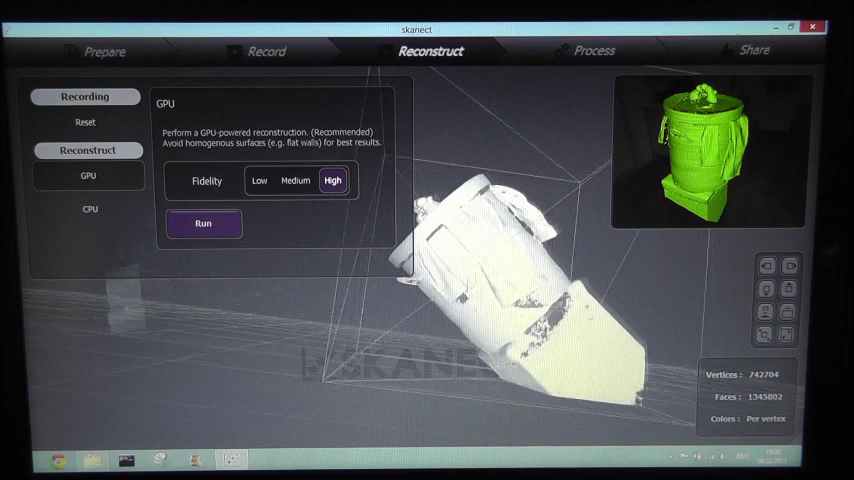 skanect
Prepare
Record
Reconstruct
Process
Share
Recording
Reset
Reconstruct
GPU
CPU
GPU
Perform a GPU-powered reconstruction. (Recommended)
Avoid homogenous surfaces (e.g. flat walls) for best results.
Fidelity
Low
Medium
High
Run
SKANECT
Vertices : 742704
Faces : 1345802
Colors : Per vertex